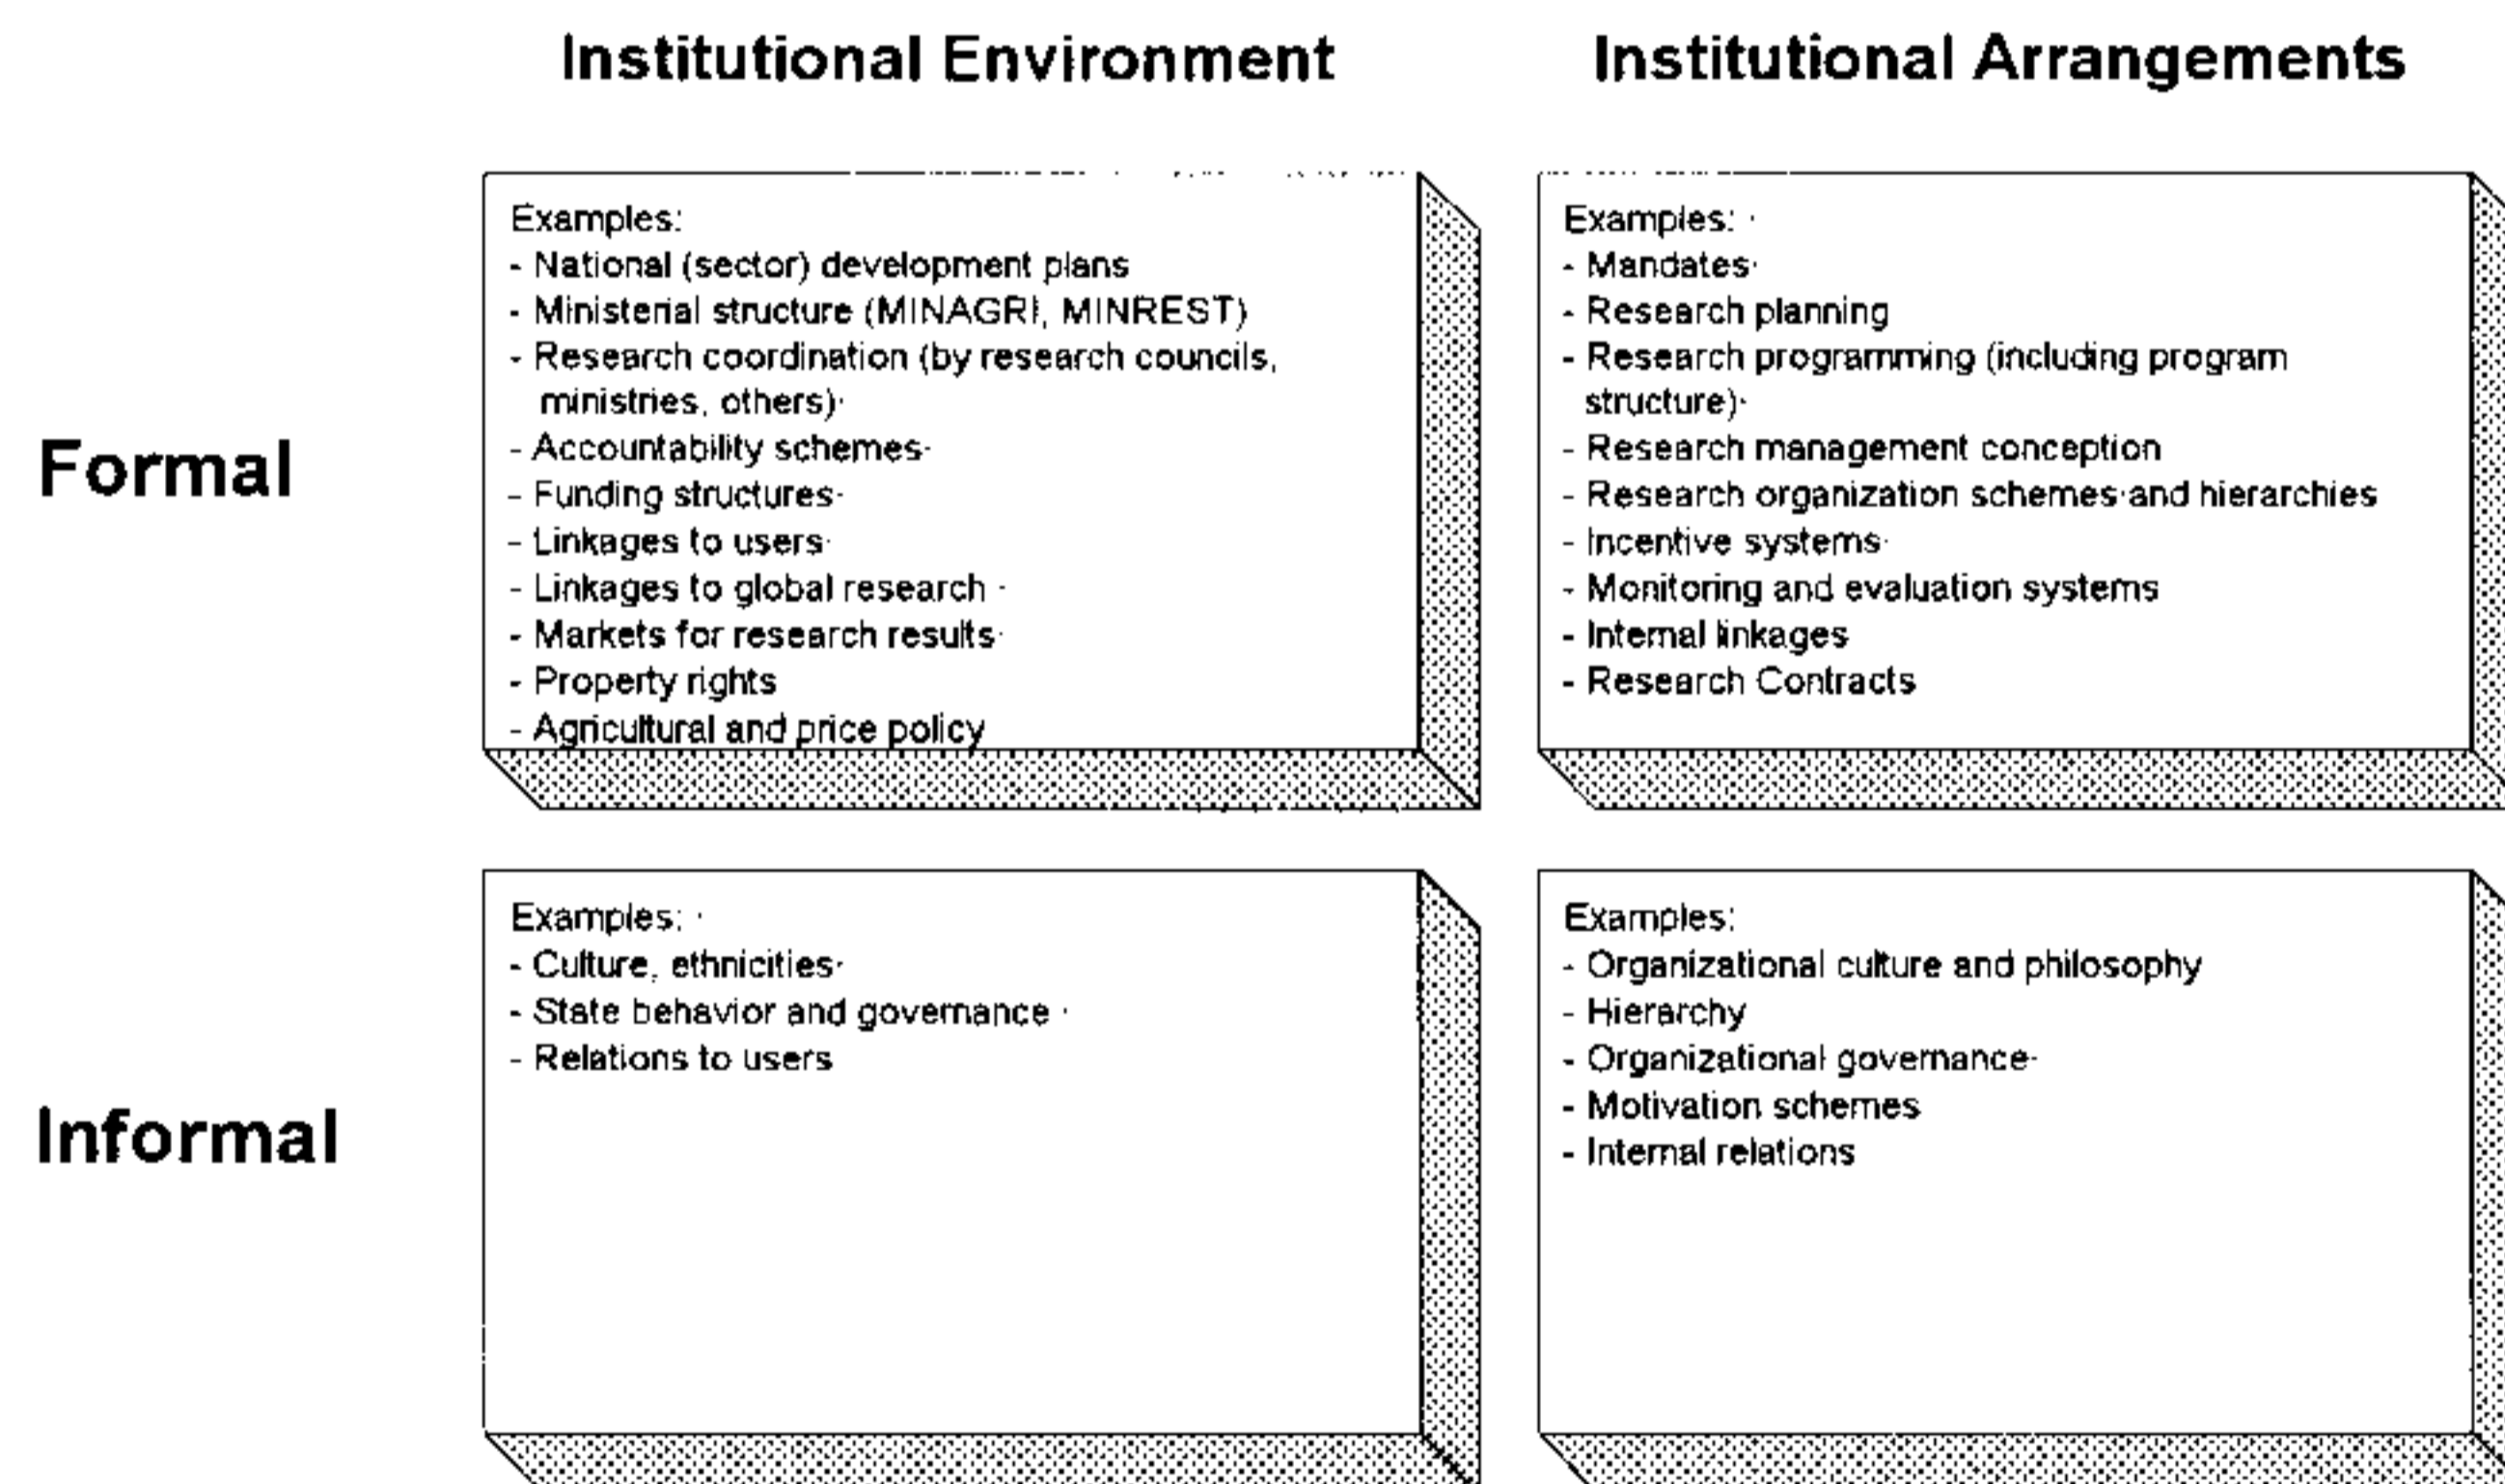 Institutional Environment
Institutional Arrangements
Formal
Examples:
- National (sector) development plans
- Ministerial structure (MINAGRI, MINREST)
- Research coordination (by research councils,
ministries, others)
- Accountability schemes
- Funding structures
- Linkages to users
- Linkages to global research
- Markets for research results
- Property rights
- Agricultural and price policy
Examples:
- Mandates
- Research planning
- Research programming (including program
structure)
- Research management conception
- Research organization schemes and hierarchies
- Incentive systems
- Monitoring and evaluation systems
- Internal linkages
- Research Contracts
Informal
Examples:
- Culture, ethnicities
- State behavior and governance
- Relations to users
Examples:
- Organizational culture and philosophy
- Hierarchy
- Organizational governance
- Motivation schemes
- Internal relations